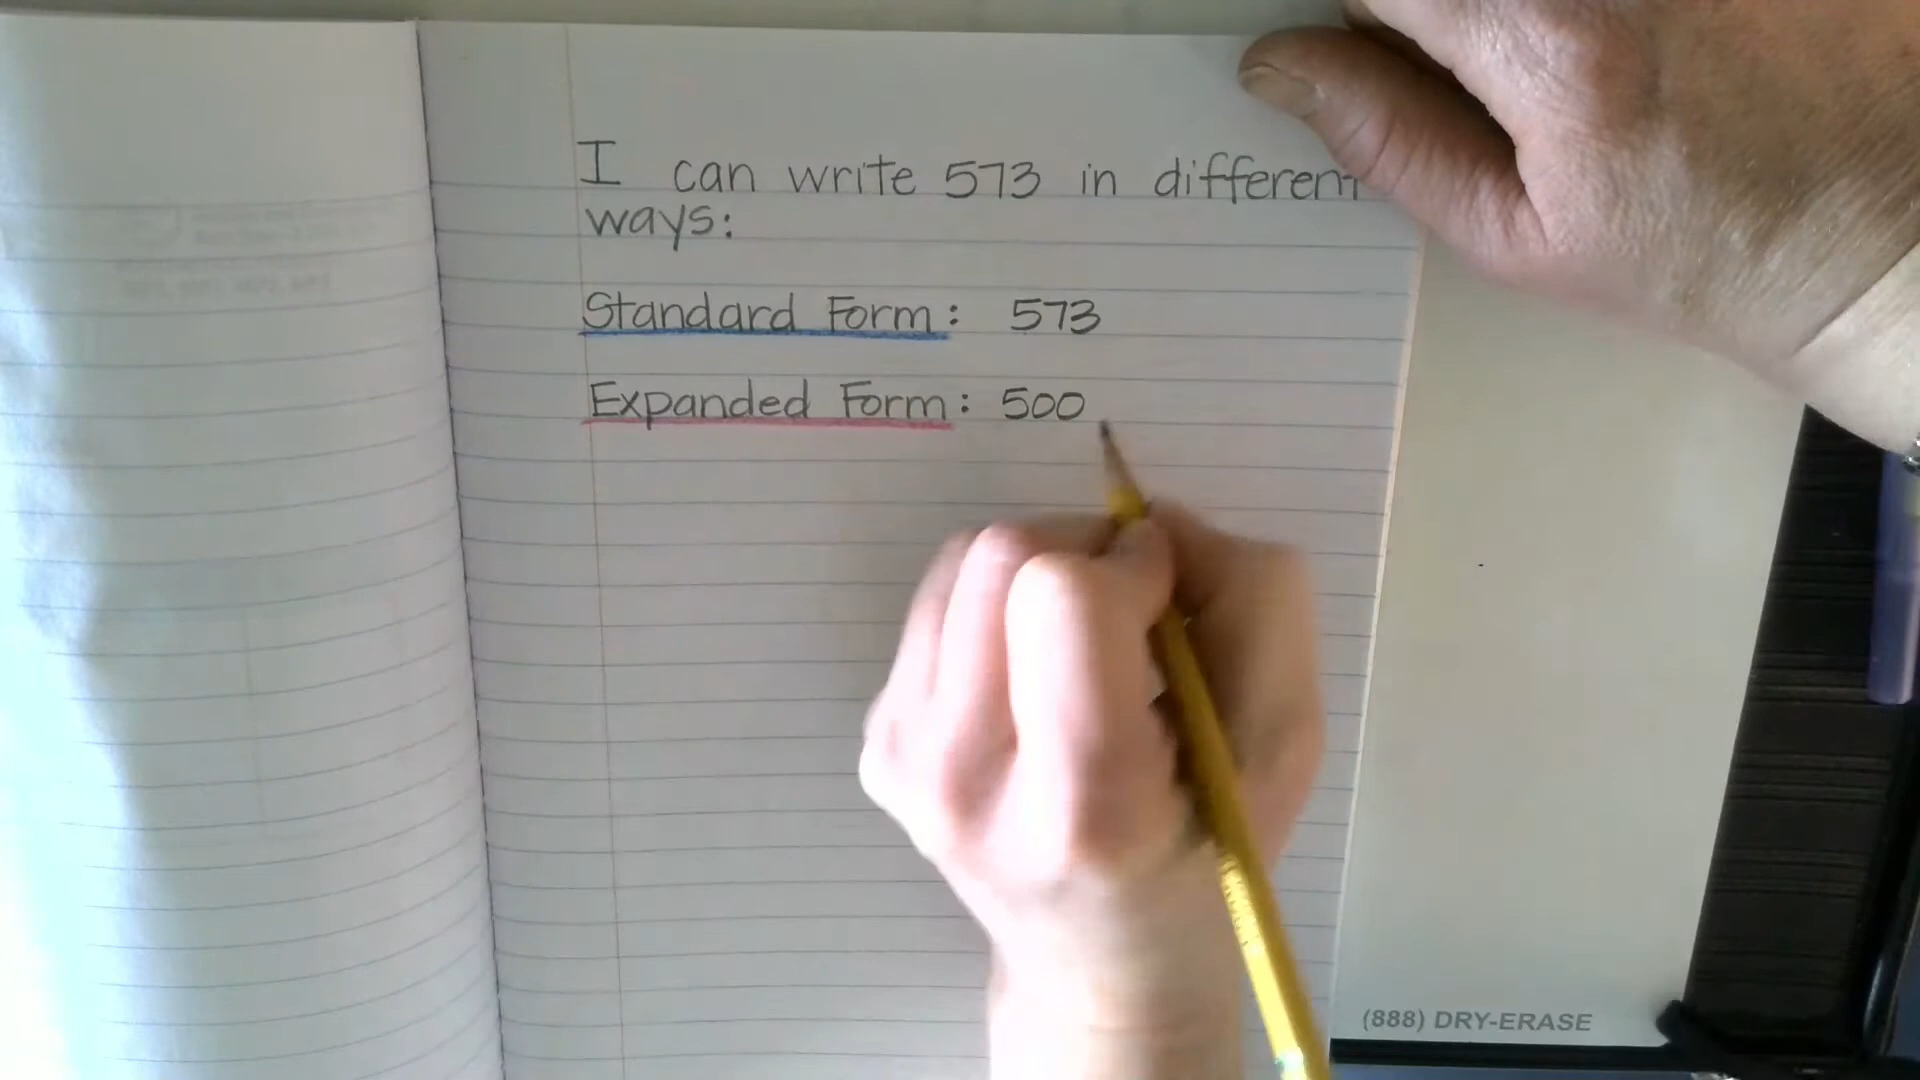 I can write 573 in different
ways:
Standard Form: 573
Expanded Form: 500
(888) DRY-ERASE